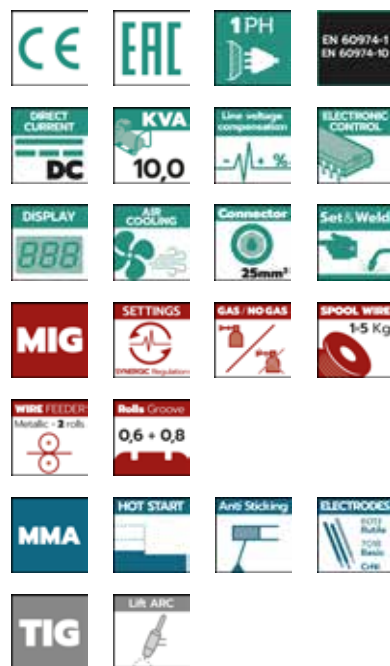 CE
EAC
1 PH
EN 60974-1
EN 60974-10
DIRECT
CURRENT
DC
KVA
10,0
Line voltage
compensation
- + %
ELECTRONIC
CONTROL
DISPLAY
888
AIR
COOLING
Connector
25mm²
Set & Weld
MIG
SETTINGS
SYNERGIC Regulation
GAS / NO GAS
SPOOL WIRE
1-5 Kg
WIRE FEEDER
Metallic - 2 rolls
Rolls Groove
0,6 + 0,8
MMA
HOT START
Anti Sticking
ELECTRODES
6013
Rutile
7018
Basic
CrNi
TIG
Lift ARC